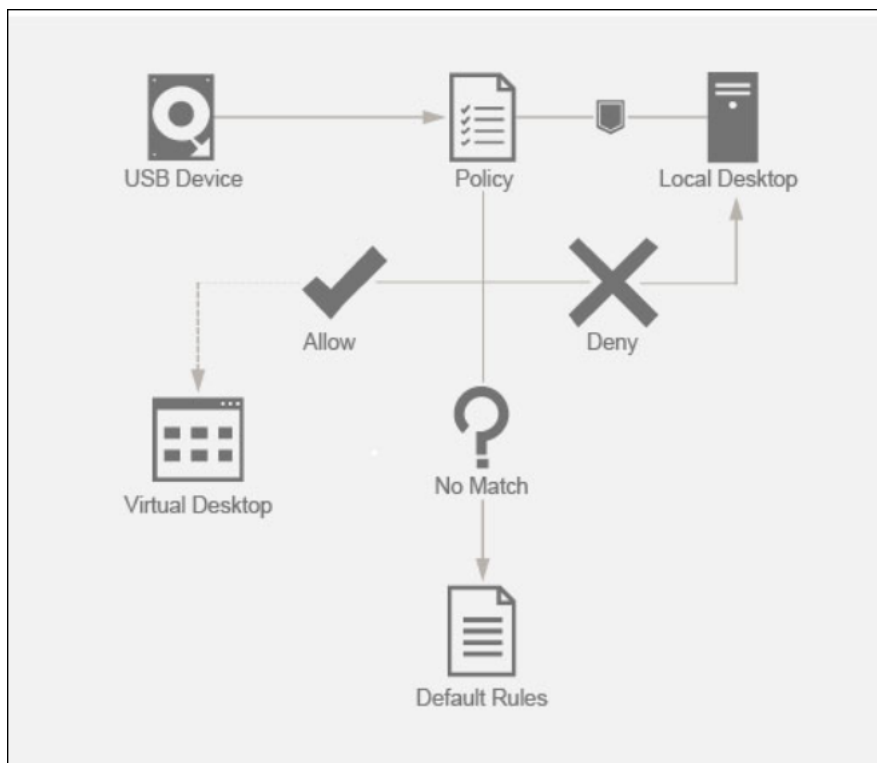 USB Device
Policy
Local Desktop
Allow
Deny
No Match
Virtual Desktop
Default Rules